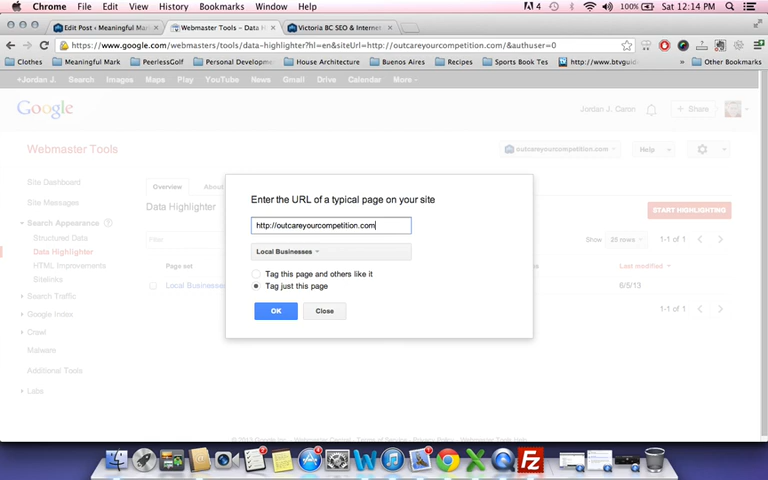 Chrome File Edit View History Bookmarks Window Help 4 100% Sat 12:14 PM
Edit Post ‹ Meaningful Mark Webmaster Tools - Data H Victoria BC SEO & Internet
https://www.google.com/webmasters/tools/data-highlighter?hl=en&siteUrl=http://outcareyourcompetition.com/&authuser=0
Clothes Meaningful Mark PeerlessGolf Personal Developme House Architecture Buenos Aires Recipes Sports Book Tes http://www.btvguid » Other Bookmarks
+Jordan J. Search Images Maps Play YouTube News Gmail Drive Calendar More
Google Jordan J. Caron + Share
Webmaster Tools outcareyourcompetition.com Help
Site Dashboard
Site Messages
Search Appearance
Structured Data
Data Highlighter
HTML Improvements
Sitelinks
Search Traffic
Google Index
Crawl
Malware
Additional Tools
Labs
Overview About
Data Highlighter START HIGHLIGHTING
Filter Show 25 rows 1-1 of 1
Page set Last modified
Local Businesses 6/5/13
1-1 of 1
Enter the URL of a typical page on your site
http://outcareyourcompetition.com
Local Businesses
Tag this page and others like it
Tag just this page
OK Close